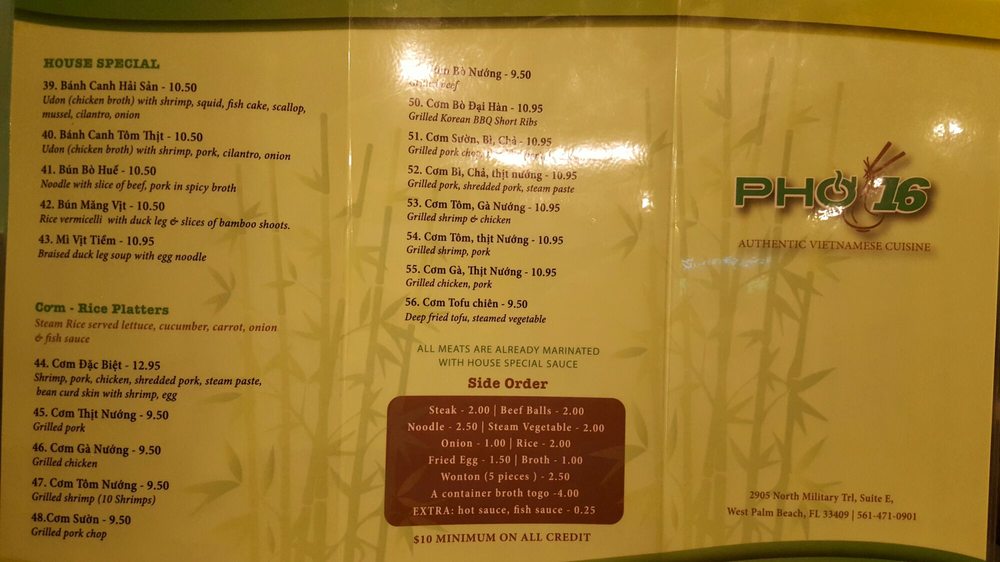 HOUSE SPECIAL
39. Bánh Canh Hải Sản - 10.50
Udon (chicken broth) with shrimp, squid, fish cake, scallop,
mussel, cilantro, onion
40. Bánh Canh Tôm Thịt - 10.50
Udon (chicken broth) with shrimp, pork, cilantro, onion
41. Bún Bò Huế - 10.50
Noodle with slice of beef, pork in spicy broth
42. Bún Măng Vịt - 10.50
Rice vermicelli with duck leg & slices of bamboo shoots.
43. Mì Vịt Tiềm - 10.95
Braised duck leg soup with egg noodle
Cơm - Rice Platters
Steam Rice served lettuce, cucumber, carrot, onion
& fish sauce
44. Cơm Đặc Biệt - 12.95
Shrimp, pork, chicken, shredded pork, steam paste,
bean curd skin with shrimp, egg
45. Cơm Thịt Nướng - 9.50
Grilled pork
46. Cơm Gà Nướng - 9.50
Grilled chicken
47. Cơm Tôm Nướng - 9.50
Grilled shrimp (10 Shrimps)
48.Cơm Sườn - 9.50
Grilled pork chop
Bò Nướng - 9.50
Grilled beef
50. Cơm Bò Đại Hàn - 10.95
Grilled Korean BBQ Short Ribs
51. Cơm Sườn, Bì, Chả - 10.95
Grilled pork chop,
52. Cơm Bì, Chả, thịt nướng - 10.95
Grilled pork, shredded pork, steam paste
53. Cơm Tôm, Gà Nướng - 10.95
Grilled shrimp & chicken
54. Cơm Tôm, thịt Nướng - 10.95
Grilled shrimp, pork
55. Cơm Gà, Thịt Nướng - 10.95
Grilled chicken, pork
56. Cơm Tofu chiên - 9.50
Deep fried tofu, steamed vegetable
ALL MEATS ARE ALREADY MARINATED
WITH HOUSE SPECIAL SAUCE
Side Order
Steak - 2.00 | Beef Balls - 2.00
Noodle - 2.50 | Steam Vegetable - 2.00
Onion - 1.00 | Rice - 2.00
Fried Egg - 1.50 | Broth - 1.00
Wonton (5 pieces ) - 2.50
A container broth togo -4.00
EXTRA: hot sauce, fish sauce - 0.25
$10 MINIMUM ON ALL CREDIT
PHỞ 16
AUTHENTIC VIETNAMESE CUISINE
2905 North Military Trl, Suite E,
West Palm Beach, FL 33409 | 561-471-0901